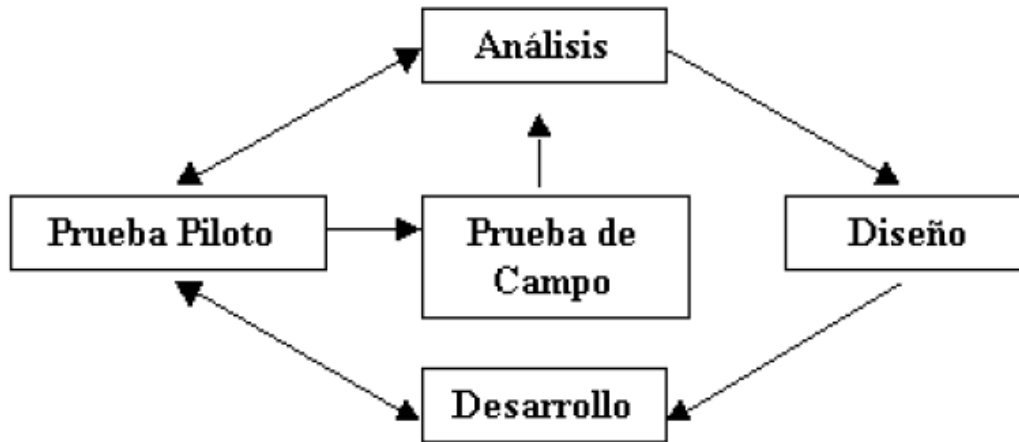 Análisis
Prueba Piloto
Prueba de
Campo
Diseño
Desarrollo